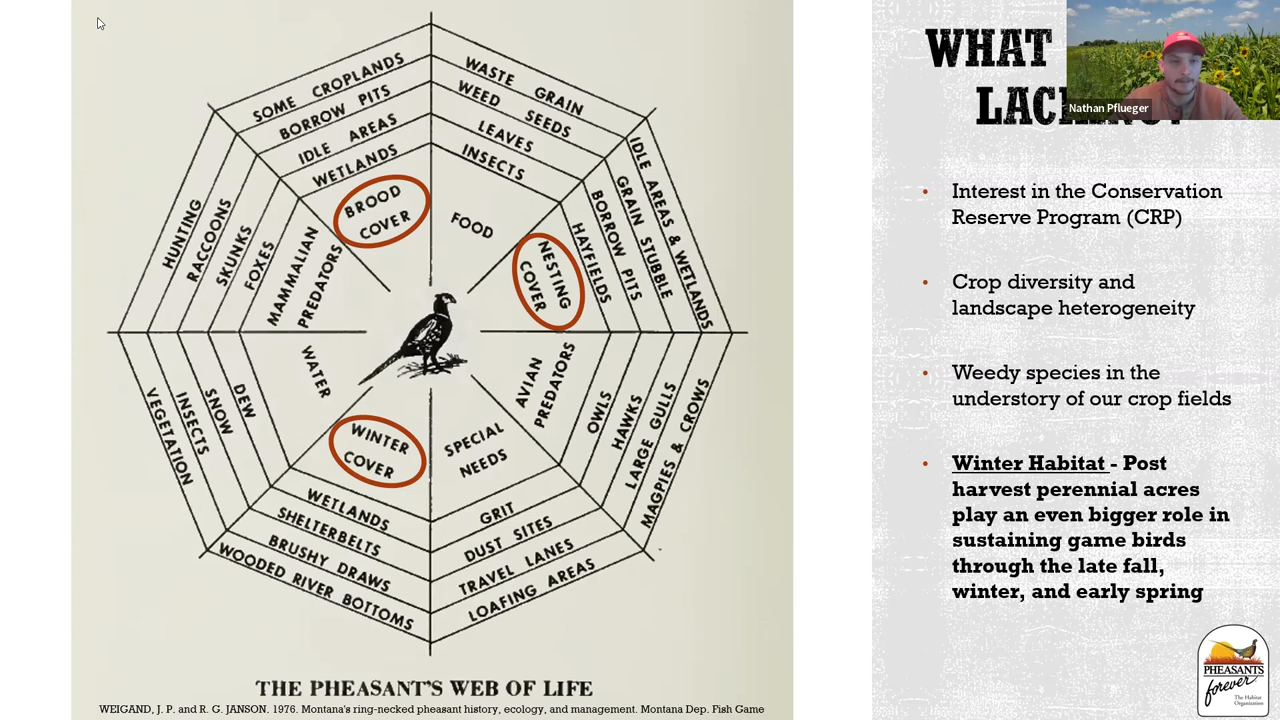 SOME CROPLANDS
BORROW PITS
IDLE AREAS
WETLANDS
BROOD
COVER
WASTE GRAIN
WEED SEEDS
LEAVES
INSECTS
FOOD
IDLE AREAS & WETLANDS
GRAIN STUBBLE
BORROW PITS
HAYFIELDS
NESTING
COVER
HUNTING
RACCOONS
SKUNKS
FOXES
MAMMALIAN
PREDATORS
WATER
DEW
SNOW
INSECTS
VEGETATION
AVIAN
PREDATORS
OWLS
HAWKS
LARGE GULLS
MAGPIES & CROWS
WINTER
COVER
WETLANDS
SHELTERBELTS
BRUSHY DRAWS
WOODED RIVER BOTTOMS
SPECIAL
NEEDS
GRIT
DUST SITES
TRAVEL LANES
LOAFING AREAS
THE PHEASANT'S WEB OF LIFE
WEIGAND, J. P. and R. G. JANSON. 1976. Montana's ring-necked pheasant history, ecology, and management. Montana Dep. Fish Game
WHAT
Nathan Pflueger
• Interest in the Conservation
Reserve Program (CRP)
• Crop diversity and
landscape heterogeneity
• Weedy species in the
understory of our crop fields
• Winter Habitat - Post
harvest perennial acres
play an even bigger role in
sustaining game birds
through the late fall,
winter, and early spring
PHEASANTS
forever
The Habitat
Organization